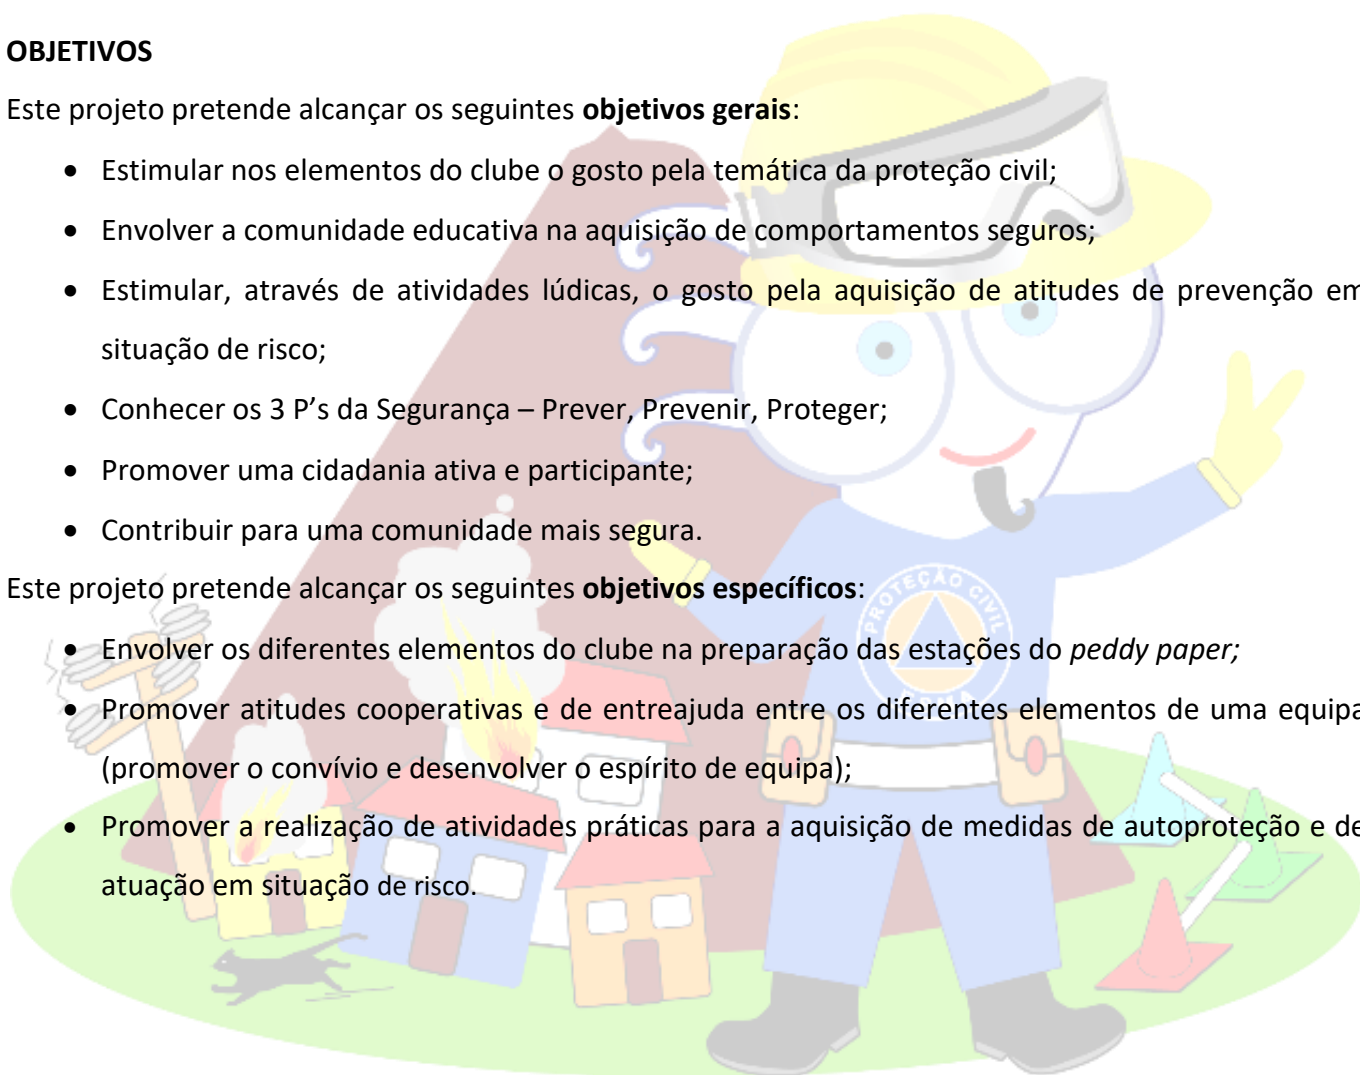 OBJETIVOS
Este projeto pretende alcançar os seguintes objetivos gerais:
• Estimular nos elementos do clube o gosto pela temática da proteção civil;
• Envolver a comunidade educativa na aquisição de comportamentos seguros;
• Estimular, através de atividades lúdicas, o gosto pela aquisição de atitudes de prevenção em
situação de risco;
• Conhecer os 3 P’s da Segurança – Prever, Prevenir, Proteger;
• Promover uma cidadania ativa e participante;
• Contribuir para uma comunidade mais segura.
Este projeto pretende alcançar os seguintes objetivos específicos:
PROTEÇÃO CIVIL
• Envolver os diferentes elementos do clube na preparação das estações do peddy paper;
• Promover atitudes cooperativas e de entreajuda entre os diferentes elementos de uma equipa
(promover o convívio e desenvolver o espírito de equipa);
• Promover a realização de atividades práticas para a aquisição de medidas de autoproteção e de
atuação em situação de risco.